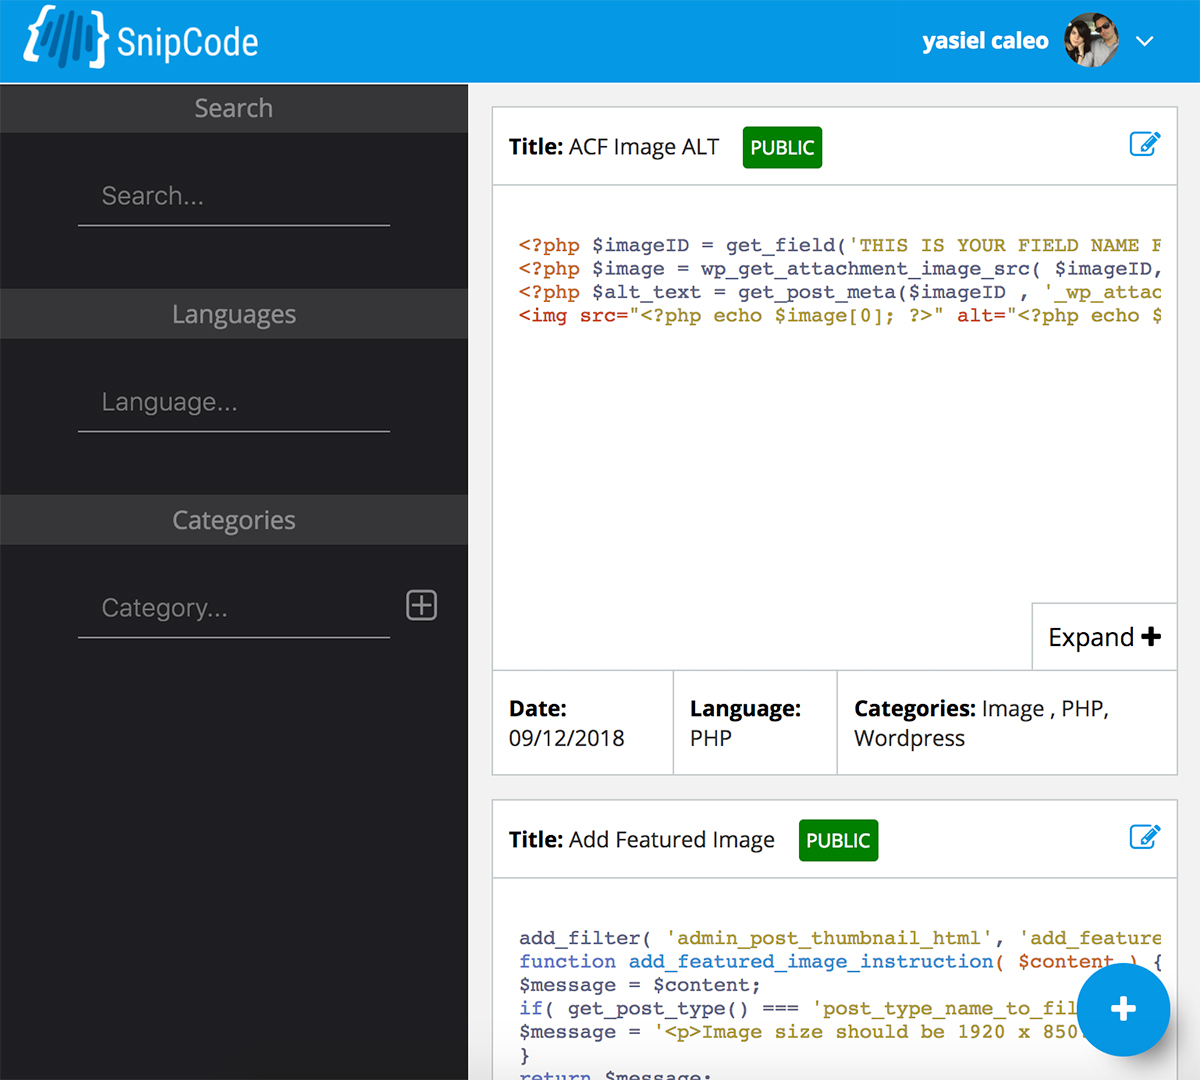 SnipCode
yasiel caleo
Search
Search...
Languages
Language...
Categories
Category...
Title: ACF Image ALT PUBLIC
<?php $imageID = get_field('THIS IS YOUR FIELD NAME
<?php $image = wp_get_attachment_image_src( $imageID,
<?php $alt_text = get_post_meta($imageID , '_wp_attac
<img src="<?php echo $image[0]; ?>" alt="<?php echo $
Expand
Date:
09/12/2018
Language:
PHP
Categories: Image , PHP,
Wordpress
Title: Add Featured Image PUBLIC
add_filter( 'admin_post_thumbnail_html', 'add_feature
function add_featured_image_instruction( $content ) {
$message = $content;
if( get_post_type() === 'post_type_name_to_fil
$message = '<p>Image size should be 1920 x 850
}
return $message;